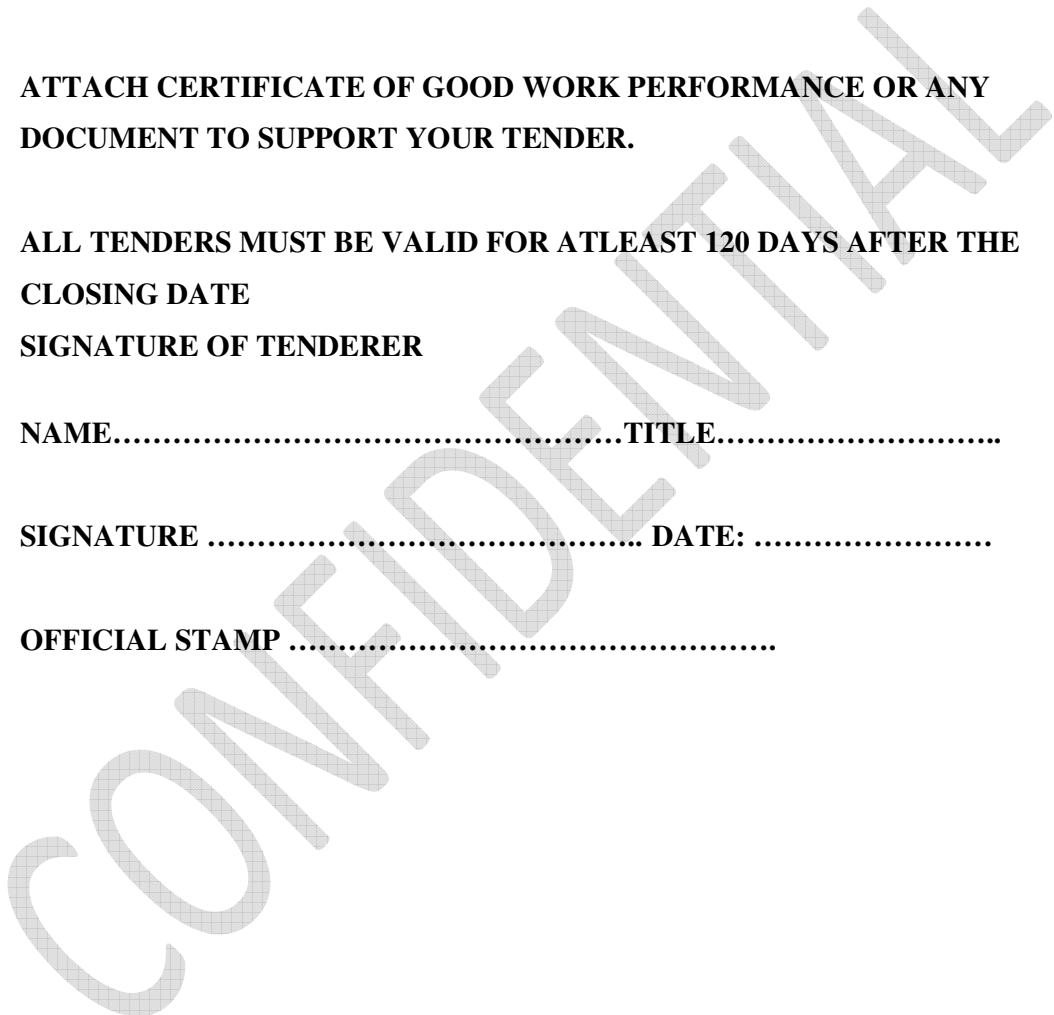 ATTACH CERTIFICATE OF GOOD WORK PERFORMANCE OR ANY
DOCUMENT TO SUPPORT YOUR TENDER.
ALL TENDERS MUST BE VALID FOR ATLEAST 120 DAYS AFTER THE
CLOSING DATE
SIGNATURE OF TENDERER
NAME……………………………………………TITLE………………………..
SIGNATURE …………………………………….. DATE: ……………………
OFFICIAL STAMP ………………………………………….
CONFIDENTIAL